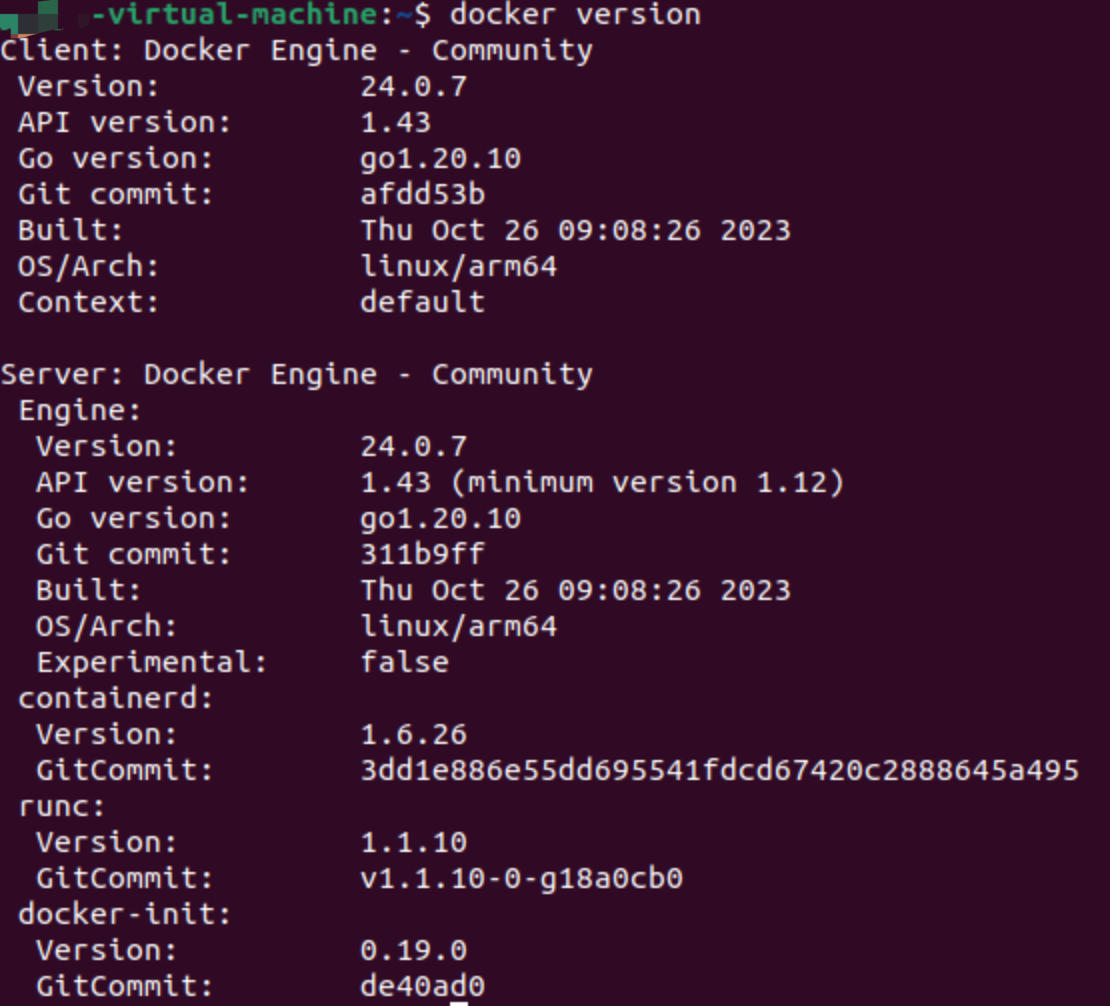 -virtual-machine:~$ docker version
Client: Docker Engine - Community
 Version:           24.0.7
 API version:       1.43
 Go version:        go1.20.10
 Git commit:        afdd53b
 Built:             Thu Oct 26 09:08:26 2023
 OS/Arch:           linux/arm64
 Context:           default

Server: Docker Engine - Community
 Engine:
  Version:          24.0.7
  API version:      1.43 (minimum version 1.12)
  Go version:       go1.20.10
  Git commit:       311b9ff
  Built:            Thu Oct 26 09:08:26 2023
  OS/Arch:          linux/arm64
  Experimental:     false
 containerd:
  Version:          1.6.26
  GitCommit:        3dd1e886e55dd695541fdcd67420c2888645a495
 runc:
  Version:          1.1.10
  GitCommit:        v1.1.10-0-g18a0cb0
 docker-init:
  Version:          0.19.0
  GitCommit:        de40ad0